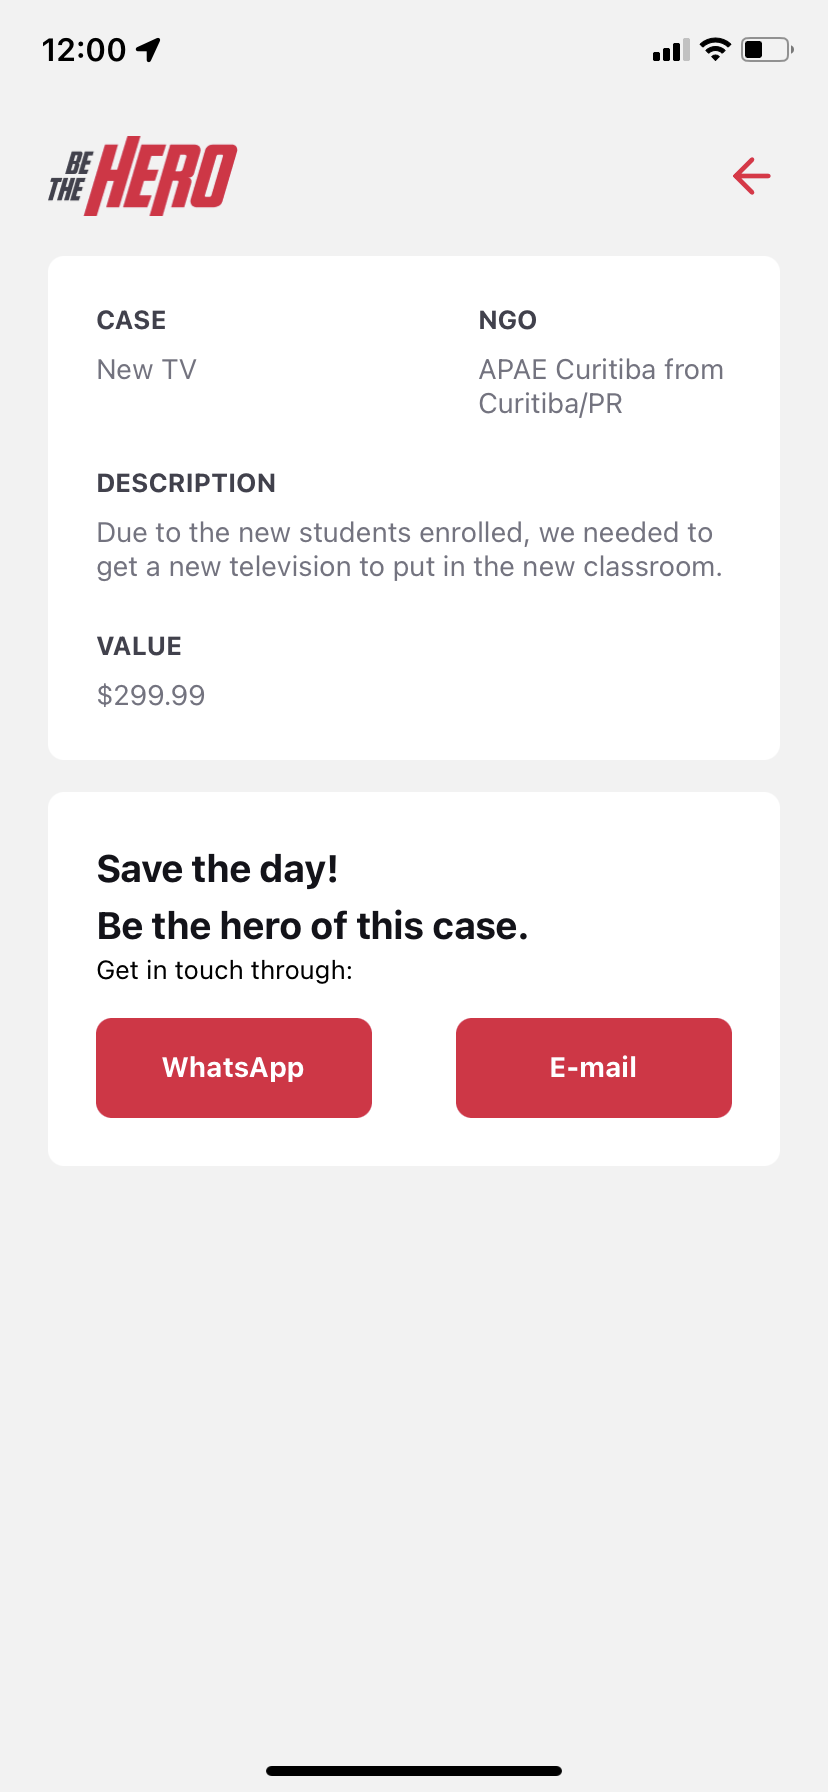 12:00
BE
THE
HERO
CASE
New TV
NGO
APAE Curitiba from
Curitiba/PR
DESCRIPTION
Due to the new students enrolled, we needed to
get a new television to put in the new classroom.
VALUE
$299.99
Save the day!
Be the hero of this case.
Get in touch through:
WhatsApp
E-mail